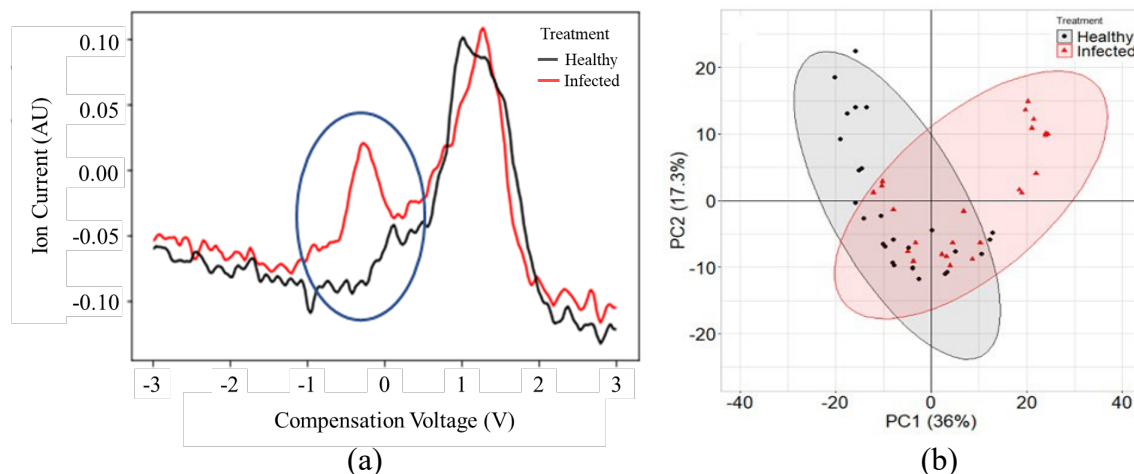 Treatment
Healthy
Infected
0.10
0.05
0.00
-0.05
-0.10
Ion Current (AU)
-3 -2 -1 0 1 2 3
Compensation Voltage (V)
(a)
Treatment
Healthy
Infected
20
10
0
-10
-20
PC2 (17.3%)
-40 -20 0 20 40
PC1 (36%)
(b)